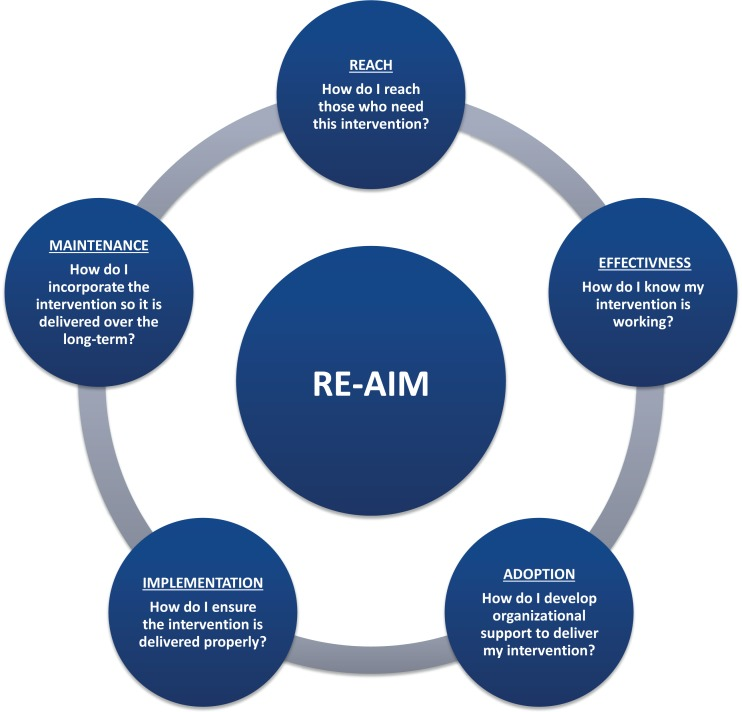 REACH
How do I reach
those who need
this intervention?
EFFECTIVNESS
How do I know my
intervention is
working?
ADOPTION
How do I develop
organizational
support to deliver
my intervention?
IMPLEMENTATION
How do I ensure
the intervention is
delivered properly?
MAINTENANCE
How do I
incorporate the
intervention so it is
delivered over the
long-term?
RE-AIM